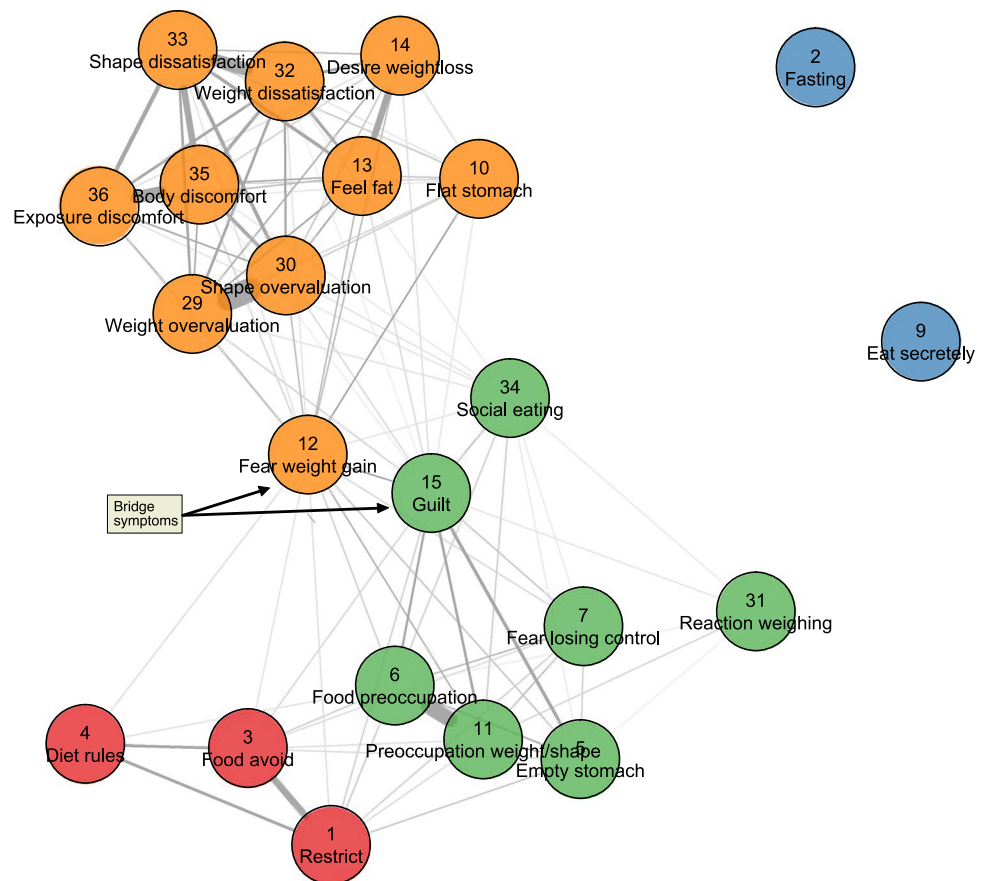 33
Shape dissatisfaction
14
Desire weightloss
32
Weight dissatisfaction
2
Fasting
13
Feel fat
10
Flat stomach
35
Body discomfort
36
Exposure discomfort
30
Shape overvaluation
29
Weight overvaluation
9
Eat secretely
34
Social eating
12
Fear weight gain
15
Guilt
Bridge
symptoms
7
Fear losing control
31
Reaction weighing
6
Food preoccupation
11
Preoccupation weight/shape
5
Empty stomach
4
Diet rules
3
Food avoid
1
Restrict